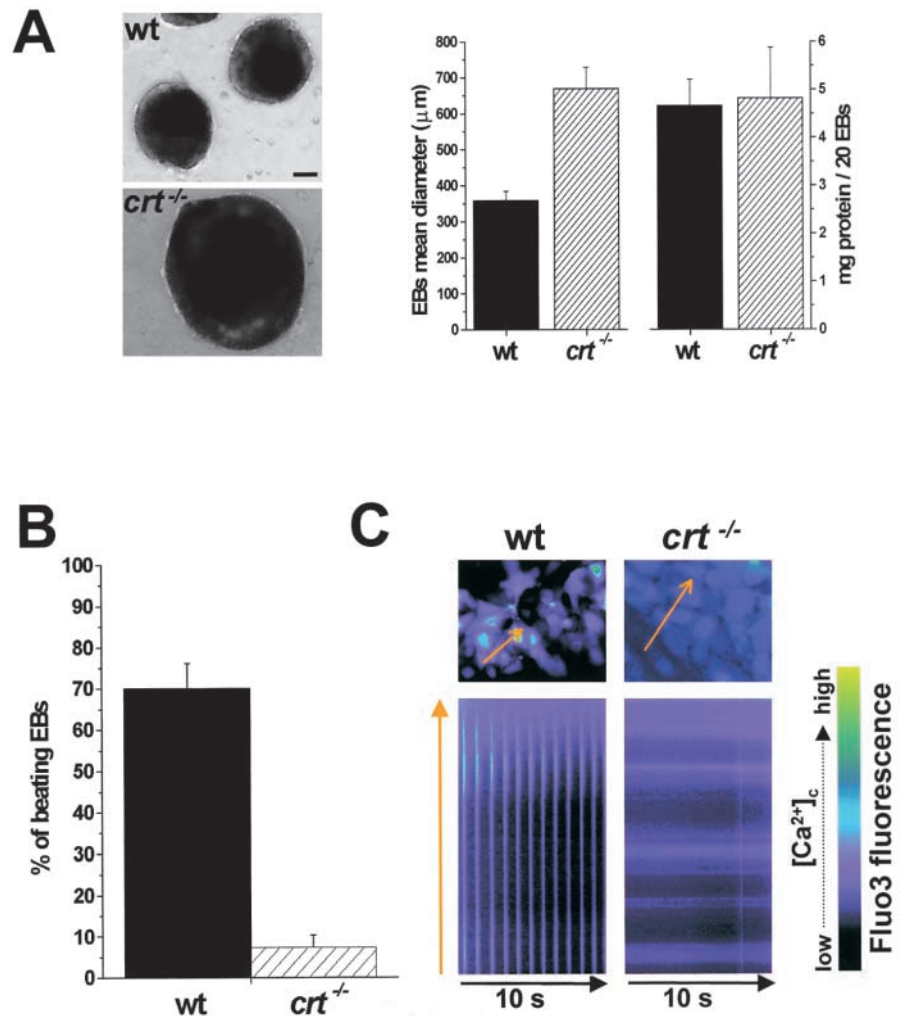 A
wt
crt -/-
EBs mean diameter (μm)
800
700
600
500
400
300
200
100
0
wt
crt -/-
wt
crt -/-
6
5
4
3
2
1
0
mg protein / 20 EBs
B
% of beating EBs
100
90
80
70
60
50
40
30
20
10
0
wt
crt -/-
C
wt
crt -/-
10 s
10 s
[Ca2+]c
low
high
Fluo3 fluorescence